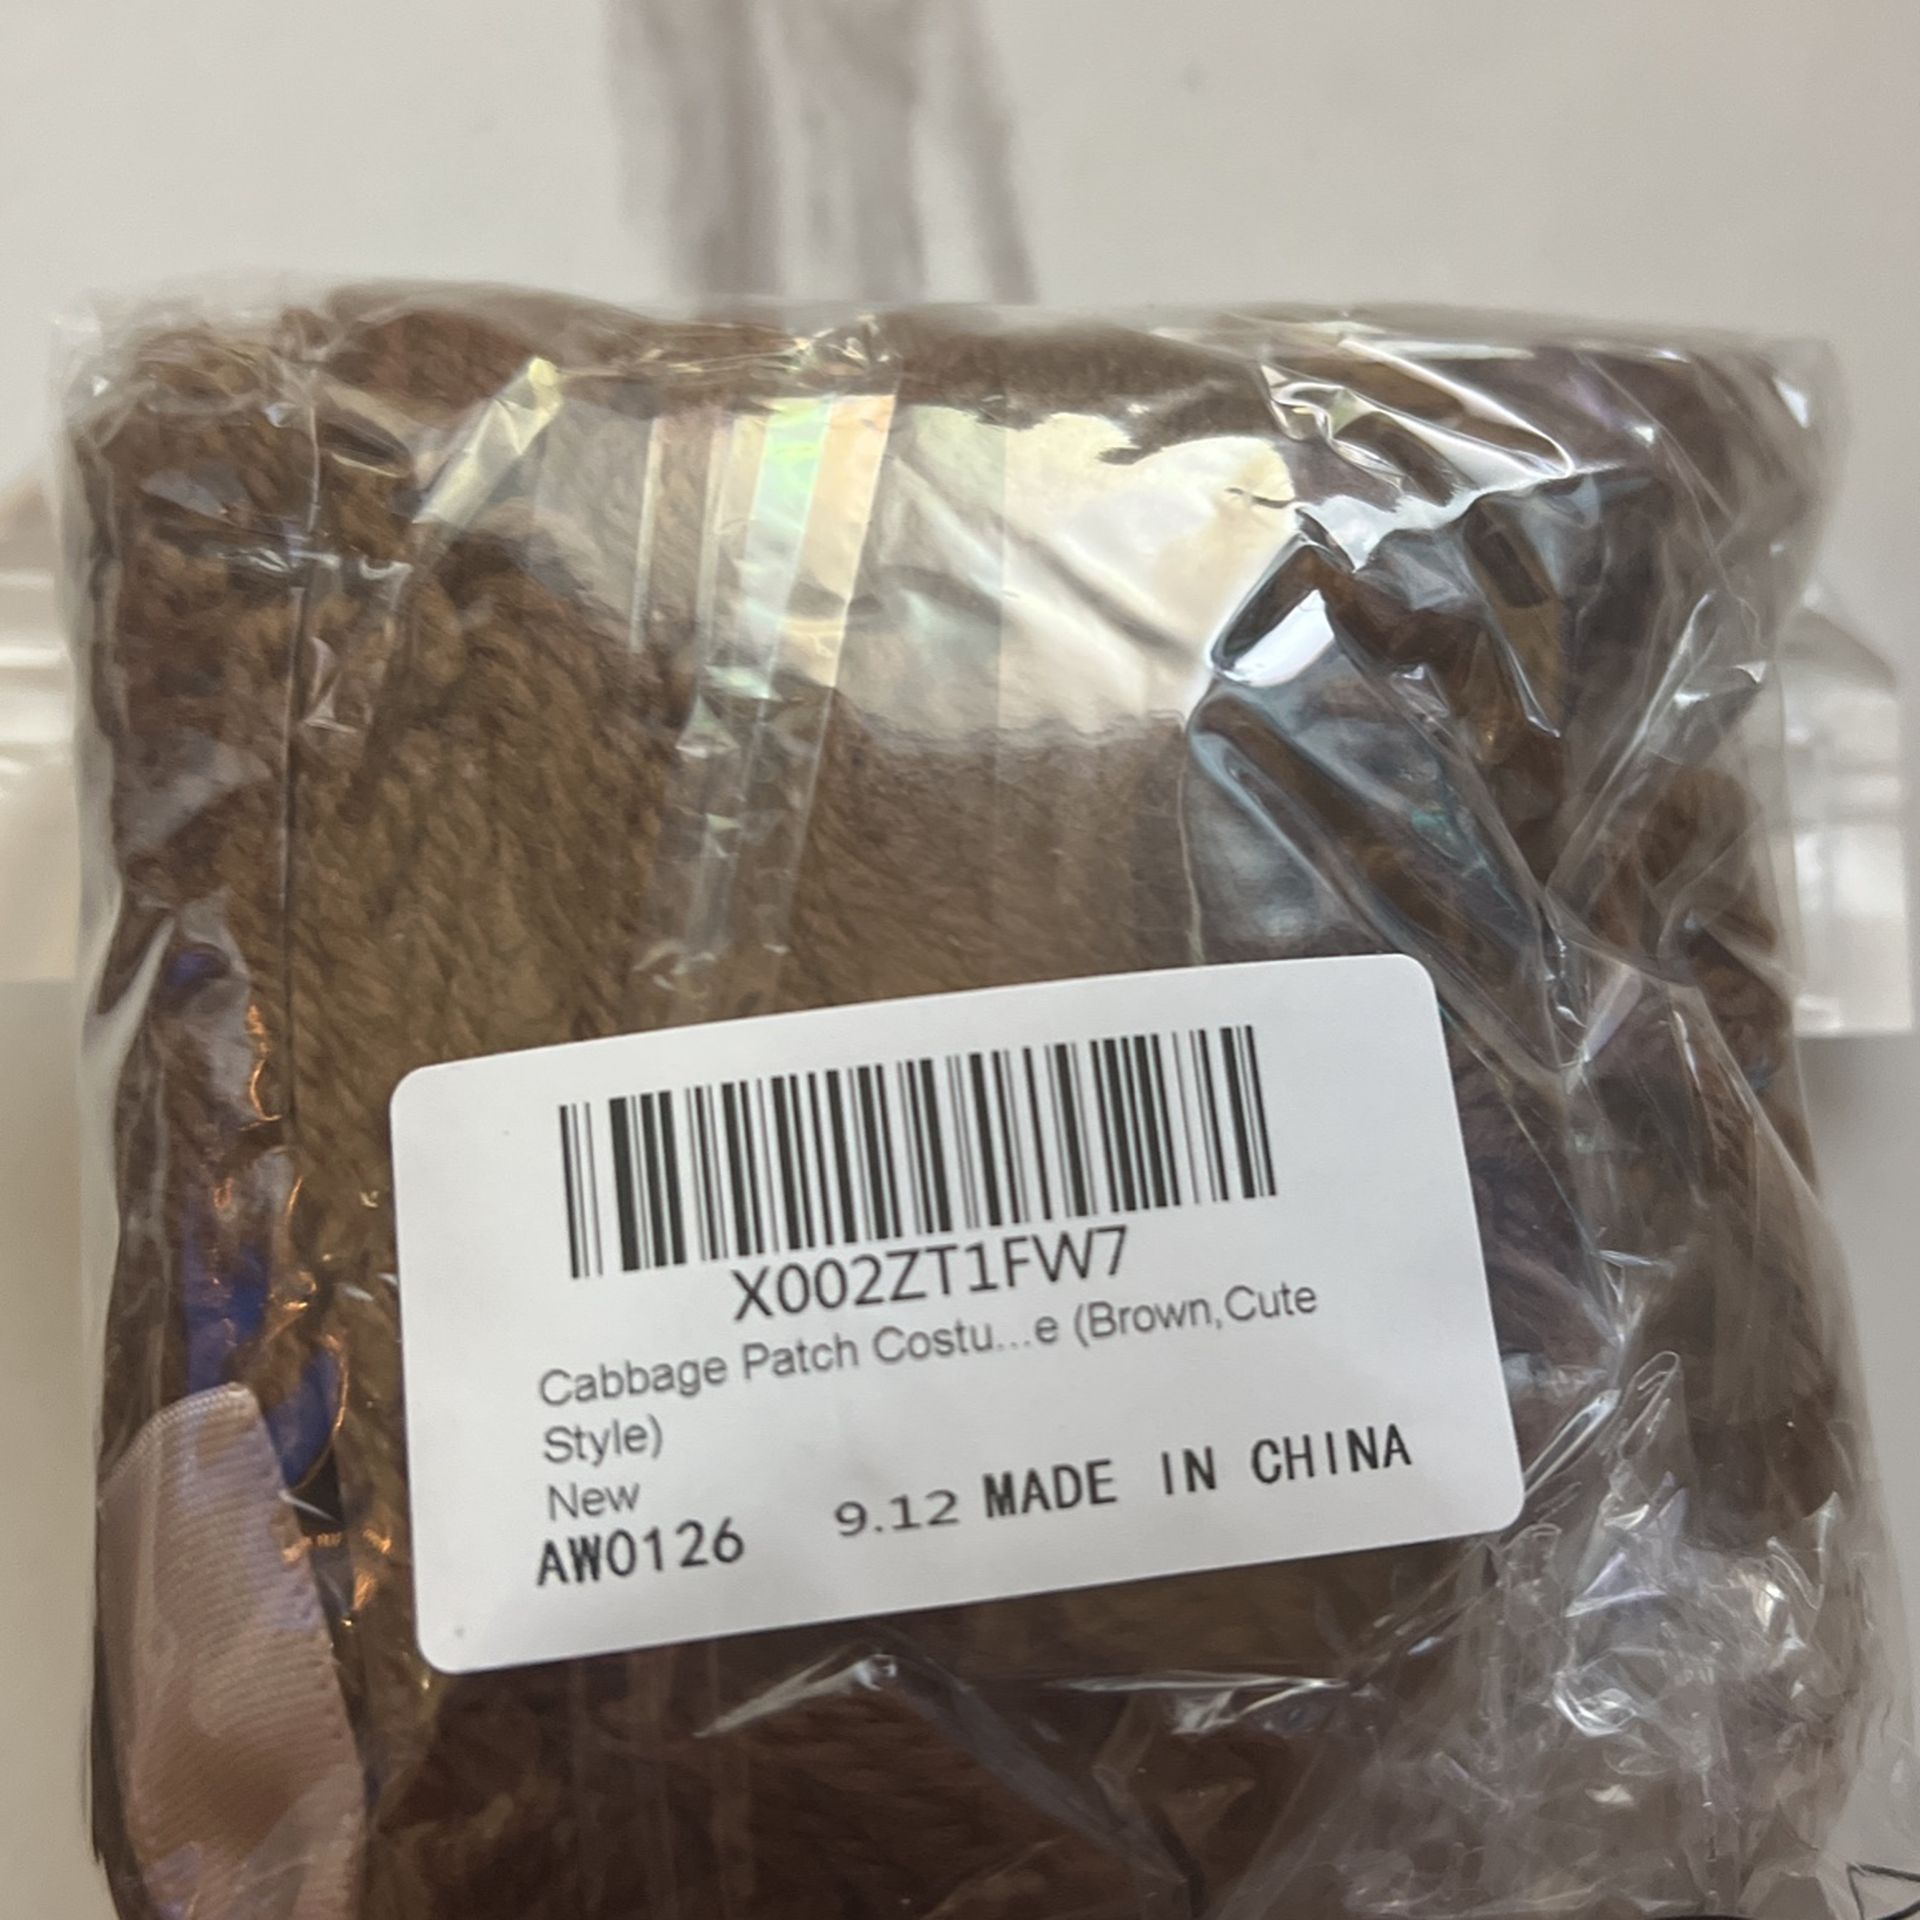 X002ZT1FW7
Cabbage Patch Costu...e (Brown,Cute
Style)
New
AW0126 9.12 MADE IN CHINA